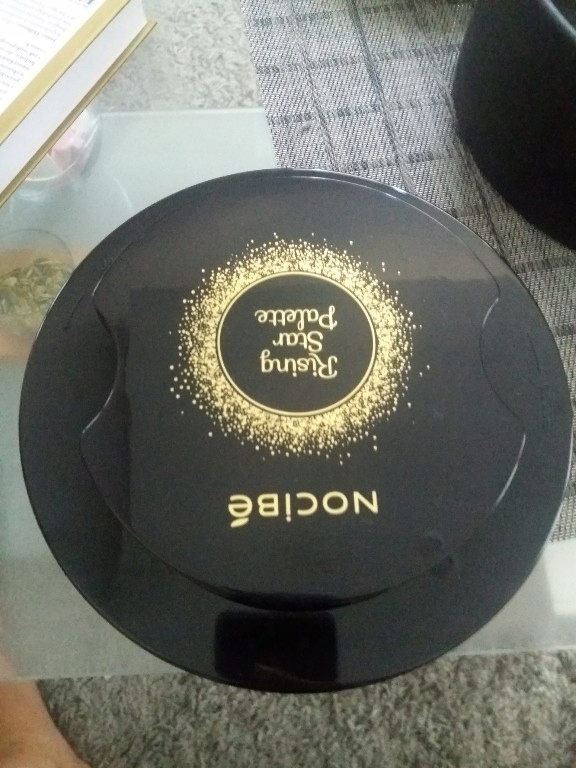 NOCIBé
Rising
Star
Palette